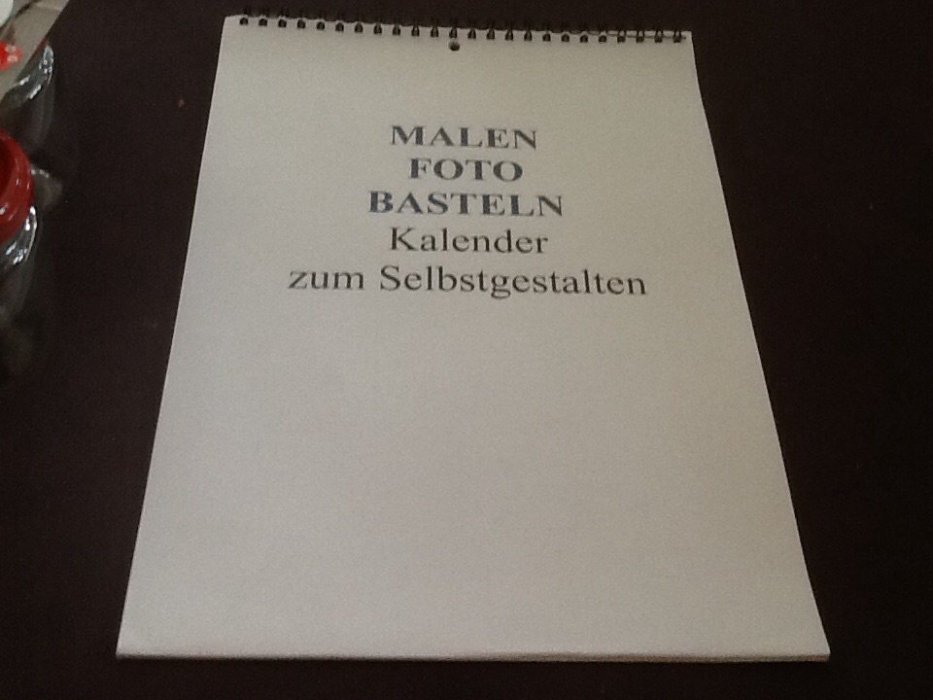 MALEN
FOTO
BASTELN
Kalender
zum Selbstgestalten